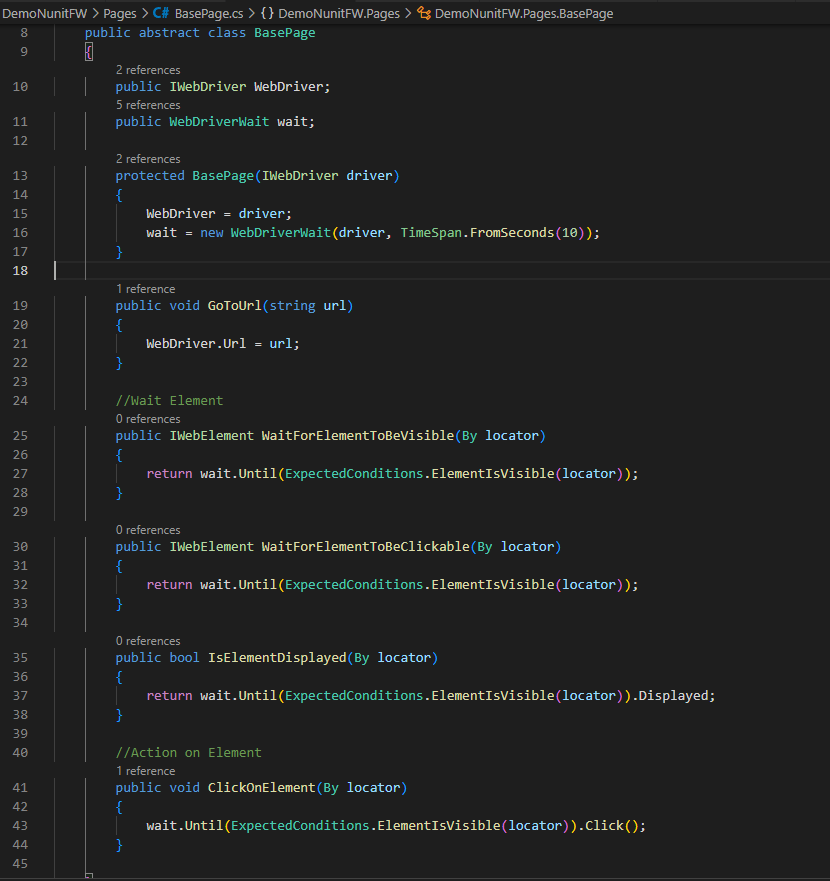 DemoNunitFW > Pages > C# BasePage.cs > {} DemoNunitFW.Pages > DemoNunitFW.Pages.BasePage
8 public abstract class BasePage
9 {
2 references
10 public IWebDriver WebDriver;
5 references
11 public WebDriverWait wait;
12
2 references
13 protected BasePage(IWebDriver driver)
14 {
15 WebDriver = driver;
16 wait = new WebDriverWait(driver, TimeSpan.FromSeconds(10));
17 }
18
1 reference
19 public void GoToUrl(string url)
20 {
21 WebDriver.Url = url;
22 }
23
24 //Wait Element
0 references
25 public IWebElement WaitForElementToBeVisible(By locator)
26 {
27 return wait.Until(ExpectedConditions.ElementIsVisible(locator));
28 }
29
0 references
30 public IWebElement WaitForElementToBeClickable(By locator)
31 {
32 return wait.Until(ExpectedConditions.ElementIsVisible(locator));
33 }
34
0 references
35 public bool IsElementDisplayed(By locator)
36 {
37 return wait.Until(ExpectedConditions.ElementIsVisible(locator)).Displayed;
38 }
39
40 //Action on Element
1 reference
41 public void ClickOnElement(By locator)
42 {
43 wait.Until(ExpectedConditions.ElementIsVisible(locator)).Click();
44 }
45